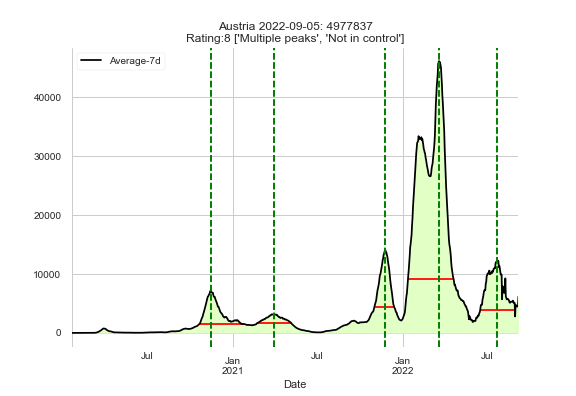 Austria 2022-09-05: 4977837
Rating:8 ['Multiple peaks', 'Not in control']
Average-7d
40000
30000
20000
10000
0
Jul
Jan
2021
Jul
Jan
2022
Jul
Date